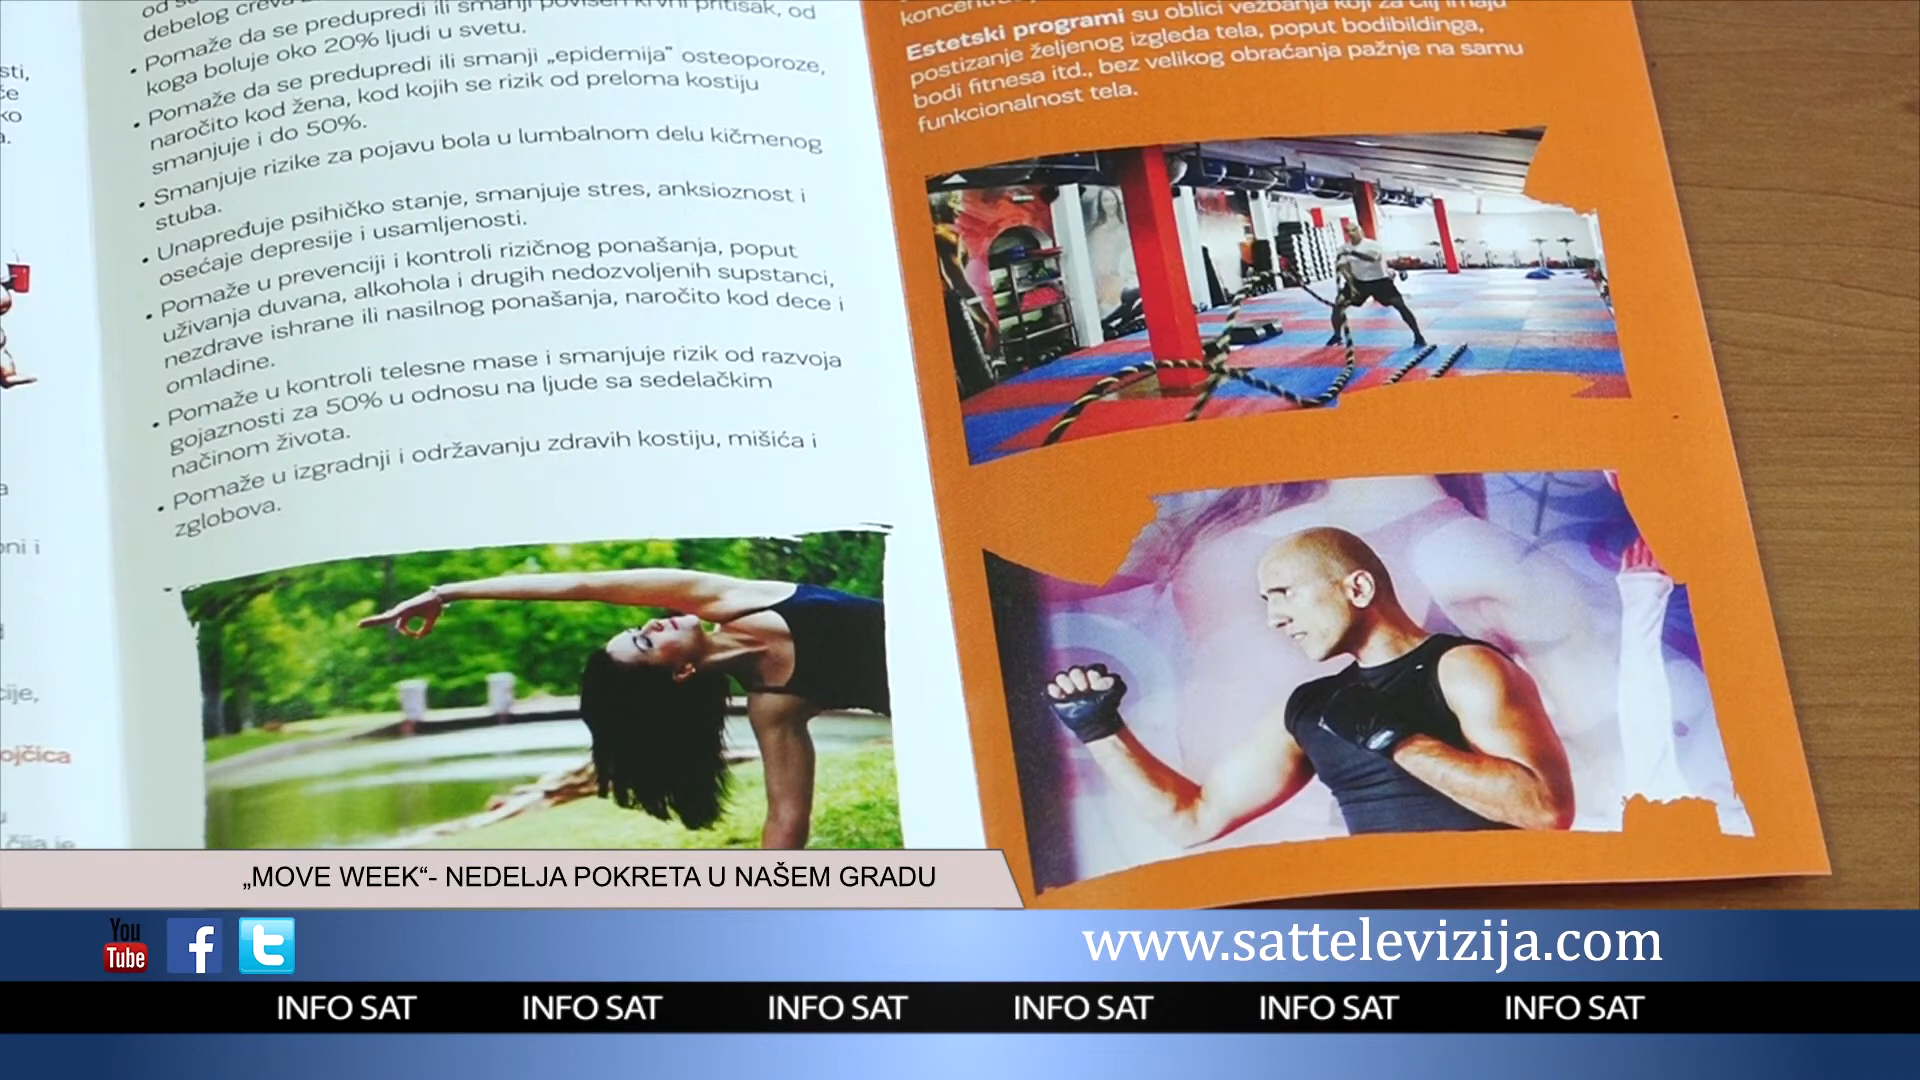 sti,
ko
oni i
cije,
ojčica
debelog creva
• Pomaže da se predupredi ili smanji povišen krvni pritisak, od
koga boluje oko 20% ljudi u svetu.
• Pomaže da se predupredi ili smanji „epidemija” osteoporoze,
naročito kod žena, kod kojih se rizik od preloma kostiju
smanjuje i do 50%.
• Smanjuje rizike za pojavu bola u lumbalnom delu kičmenog
stuba.
• Unapređuje psihičko stanje, smanjuje stres, anksioznost i
osećaje depresije i usamljenosti.
• Pomaže u prevenciji i kontroli rizičnog ponašanja, poput
uživanja duvana, alkohola i drugih nedozvoljenih supstanci,
nezdrave ishrane ili nasilnog ponašanja, naročito kod dece i
omladine.
• Pomaže u kontroli telesne mase i smanjuje rizik od razvoja
gojaznosti za 50% u odnosu na ljude sa sedelačkim
načinom života.
• Pomaže u izgradnji i održavanju zdravih kostiju, mišića i
zglobova.
Estetski programi su oblici vežbanja koji za cilj imaju
postizanje željenog izgleda tela, poput bodibildinga,
bodi fitnesa itd., bez velikog obraćanja pažnje na samu
funkcionalnost tela.
„MOVE WEEK“- NEDELJA POKRETA U NAŠEM GRADU
You
Tube
www.sattelevizija.com
INFO SAT INFO SAT INFO SAT INFO SAT INFO SAT INFO SAT